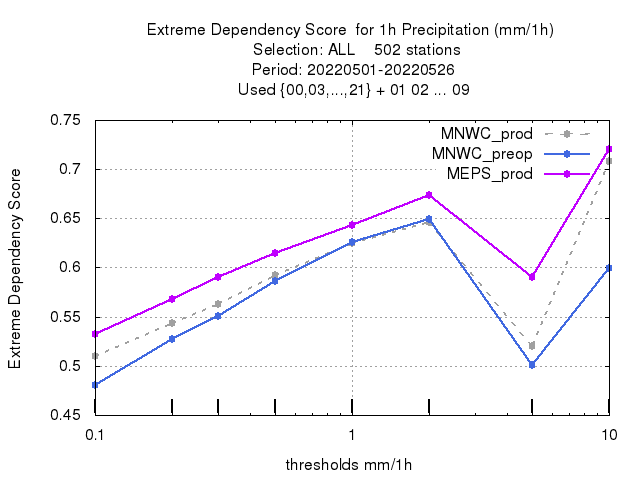 Extreme Dependency Score  for 1h Precipitation (mm/1h)
Selection: ALL    502 stations
Period: 20220501-20220526
Used {00,03,...,21} + 01 02 ... 09
MNWC_prod
MNWC_preop
MEPS_prod
Extreme Dependency Score
0.75
0.7
0.65
0.6
0.55
0.5
0.45
0.1 1 10
thresholds mm/1h